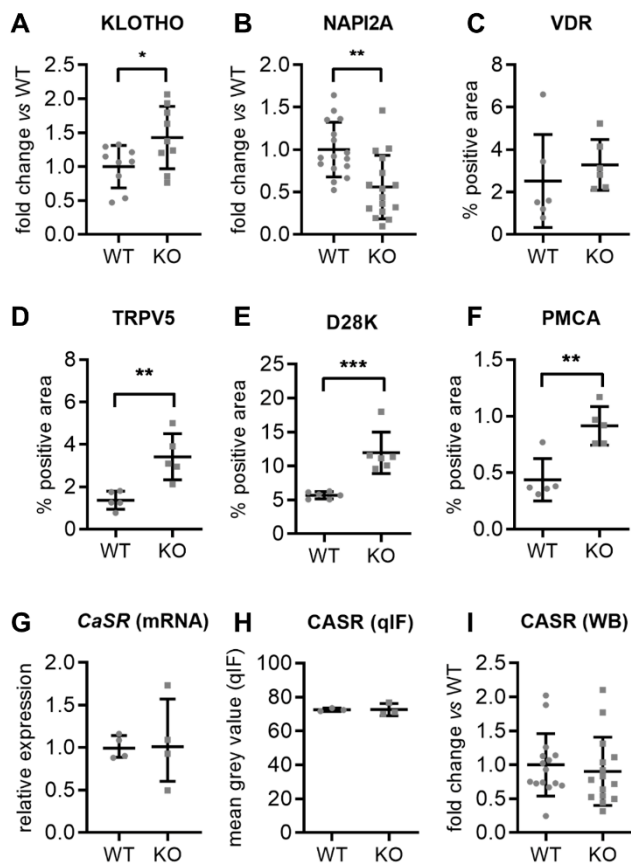 A KLOTHO
fold change vs WT
2.5
2.0
1.5
1.0
0.5
0.0
*
WT KO
B NAPI2A
fold change vs WT
2.0
1.5
1.0
0.5
0.0
**
WT KO
C VDR
% positive area
8
6
4
2
0
WT KO
D TRPV5
% positive area
8
6
4
2
0
**
WT KO
E D28K
% positive area
25
20
15
10
5
0
***
WT KO
F PMCA
% positive area
1.5
1.0
0.5
0.0
**
WT KO
G CaSR (mRNA)
relative expression
2.0
1.5
1.0
0.5
0.0
WT KO
H CASR (qIF)
mean grey value (qIF)
100
80
60
40
20
0
WT KO
I CASR (WB)
fold change vs WT
2.5
2.0
1.5
1.0
0.5
0.0
WT KO